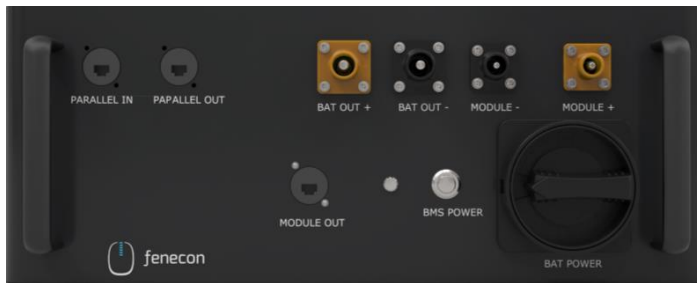 PARALLEL IN
PAPALLEL OUT
BAT OUT +
BAT OUT -
MODULE -
MODULE +
MODULE OUT
BMS POWER
BAT POWER
fenecon